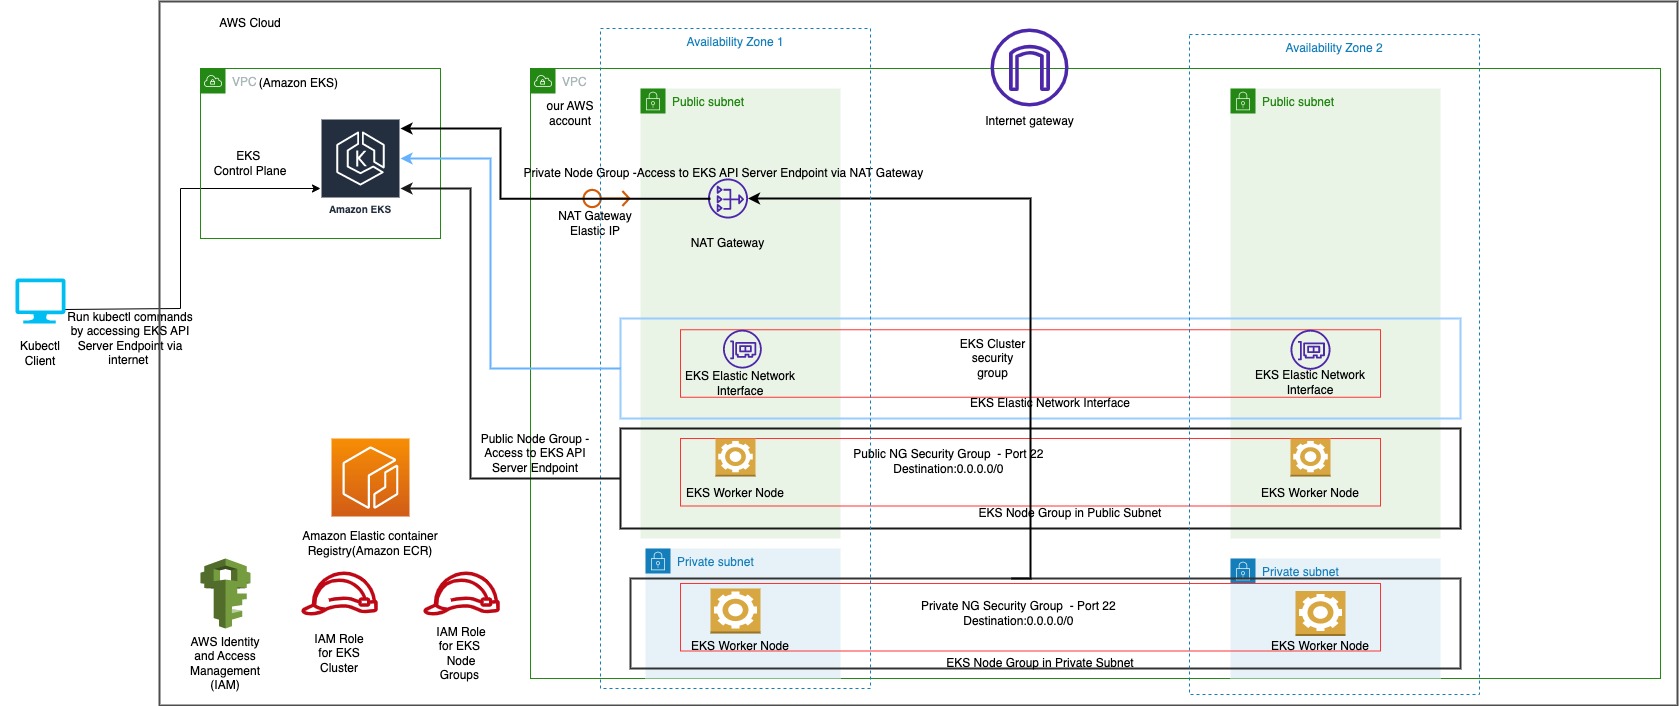 AWS Cloud
VPC (Amazon EKS)
EKS
Control Plane
Amazon EKS
Kubectl
Client
Run kubectl commands
by accessing EKS API
Server Endpoint via
internet
VPC
our AWS
account
Availability Zone 1
Availability Zone 2
Public subnet
Public subnet
Internet gateway
Private Node Group -Access to EKS API Server Endpoint via NAT Gateway
NAT Gateway
Elastic IP
NAT Gateway
EKS Elastic Network
Interface
EKS Cluster
security
group
EKS Elastic Network
Interface
EKS Elastic Network Interface
Public Node Group -
Access to EKS API
Server Endpoint
EKS Worker Node
Public NG Security Group - Port 22
Destination:0.0.0.0/0
EKS Worker Node
EKS Node Group in Public Subnet
Private subnet
Private subnet
EKS Worker Node
Private NG Security Group - Port 22
Destination:0.0.0.0/0
EKS Worker Node
EKS Node Group in Private Subnet
Amazon Elastic container
Registry(Amazon ECR)
AWS Identity
and Access
Management
(IAM)
IAM Role
for EKS
Cluster
IAM Role
for EKS
Node
Groups